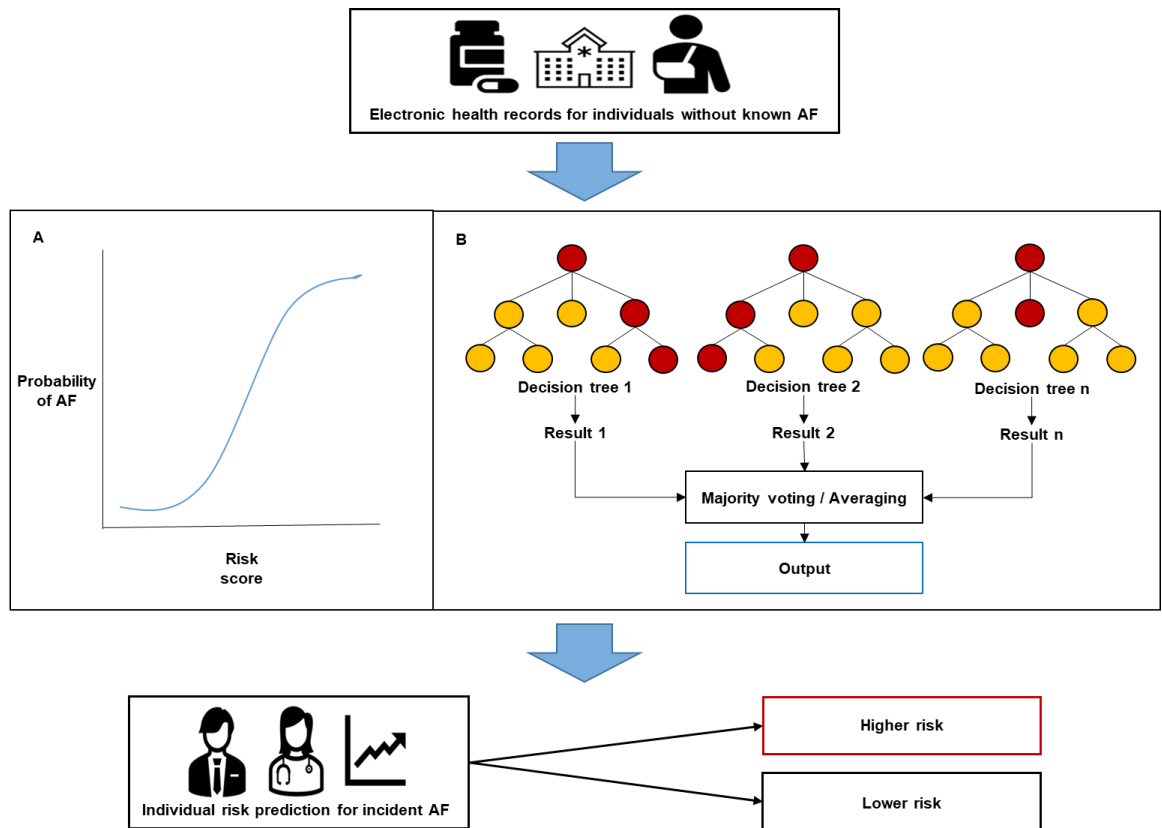 Electronic health records for individuals without known AF
A
Probability
of AF
Risk
score
B
Decision tree 1
Decision tree 2
Decision tree n
Result 1
Result 2
Result n
Majority voting / Averaging
Output
Individual risk prediction for incident AF
Higher risk
Lower risk